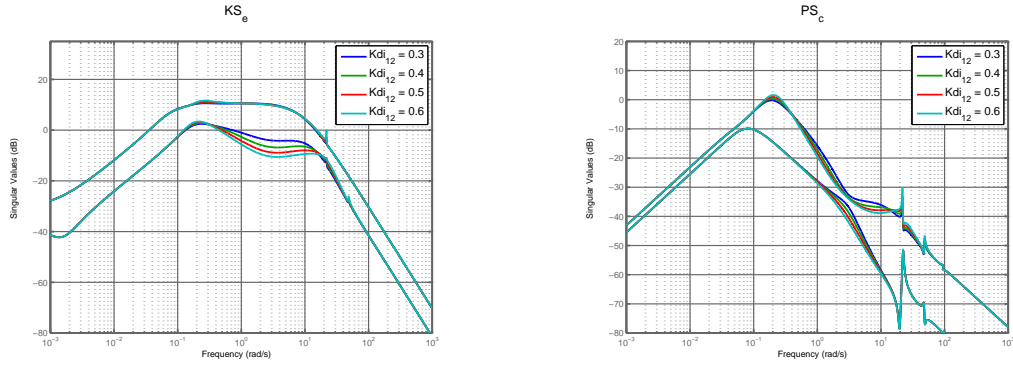 KS_e
Singular Values (dB)
20
0
−20
−40
−60
−80
10^−3
10^−2
10^−1
10^0
10^1
10^2
10^3
Frequency (rad/s)
Kdi_12 = 0.3
Kdi_12 = 0.4
Kdi_12 = 0.5
Kdi_12 = 0.6
PS_c
Singular Values (dB)
0
−10
−20
−30
−40
−50
−60
−70
−80
10^−3
10^−2
10^−1
10^0
10^1
10^2
10^3
Frequency (rad/s)
Kdi_12 = 0.3
Kdi_12 = 0.4
Kdi_12 = 0.5
Kdi_12 = 0.6